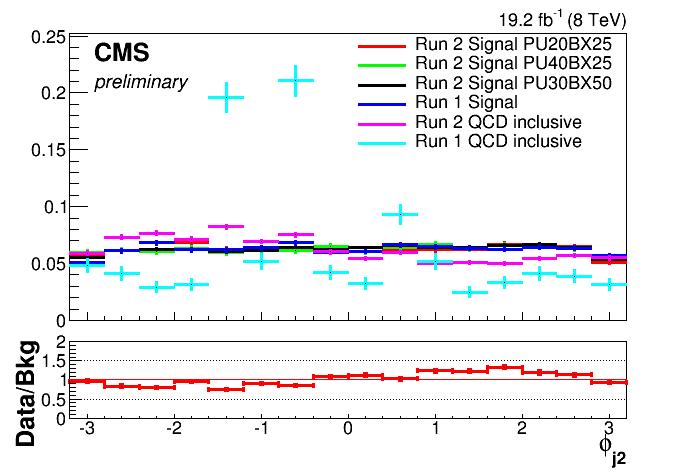 19.2 fb-1 (8 TeV)
CMS
preliminary
Run 2 Signal PU20BX25
Run 2 Signal PU40BX25
Run 2 Signal PU30BX50
Run 1 Signal
Run 2 QCD inclusive
Run 1 QCD inclusive
0.25
0.2
0.15
0.1
0.05
0
Data/Bkg
2
1.5
1
0.5
0
-3 -2 -1 0 1 2 3
ϕj2